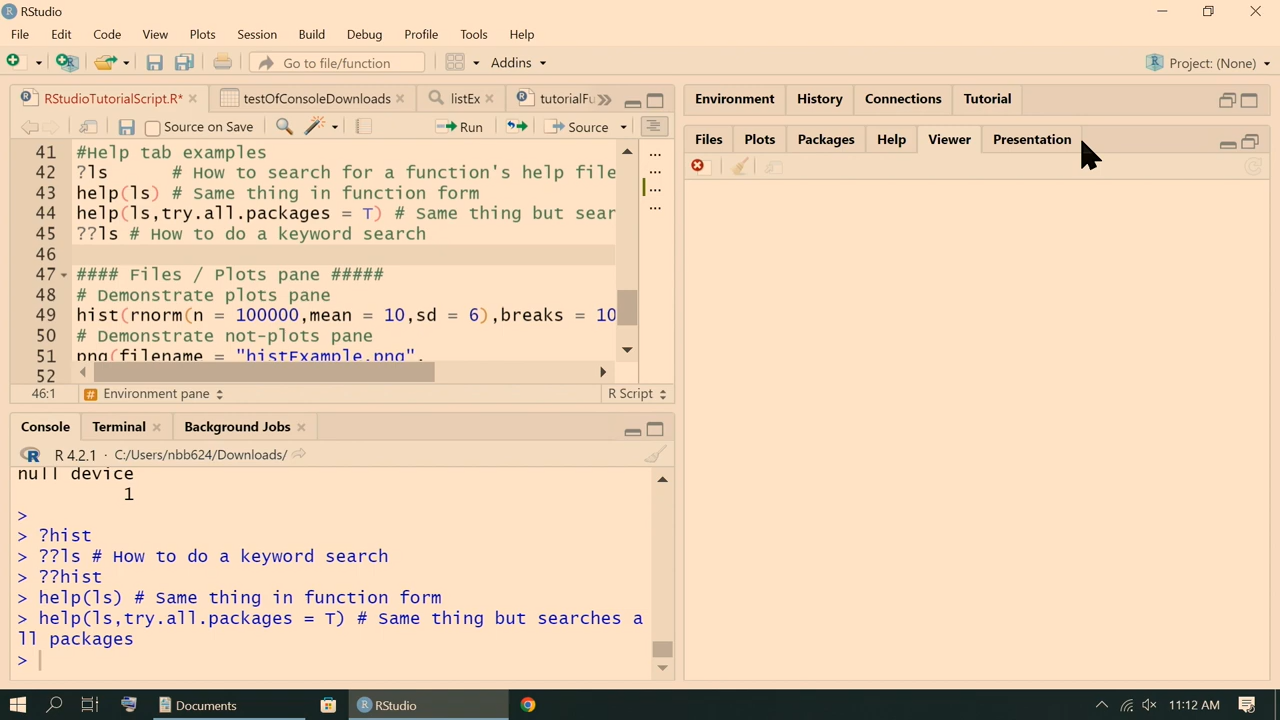 RStudio
File Edit Code View Plots Session Build Debug Profile Tools Help
Go to file/function Addins Project: (None)
RStudioTutorialScript.R* testOfConsoleDownloads listEx tutorialFu
Source on Save Run Source
41 #Help tab examples
42 ?ls # How to search for a function's help file
43 help(ls) # Same thing in function form
44 help(ls,try.all.packages = T) # Same thing but sear
45 ??ls # How to do a keyword search
46
47 #### Files / Plots pane #####
48 # Demonstrate plots pane
49 hist(rnorm(n = 100000,mean = 10,sd = 6),breaks = 10
50 # Demonstrate not-plots pane
51 png(filename = "histExample.png",
52
46:1 # Environment pane R Script
Console Terminal Background Jobs
R 4.2.1 · C:/Users/nbb624/Downloads/
null device
1
>
> ?hist
> ??ls # How to do a keyword search
> ??hist
> help(ls) # Same thing in function form
> help(ls,try.all.packages = T) # Same thing but searches a
ll packages
>
Environment History Connections Tutorial
Files Plots Packages Help Viewer Presentation
Documents RStudio 11:12 AM